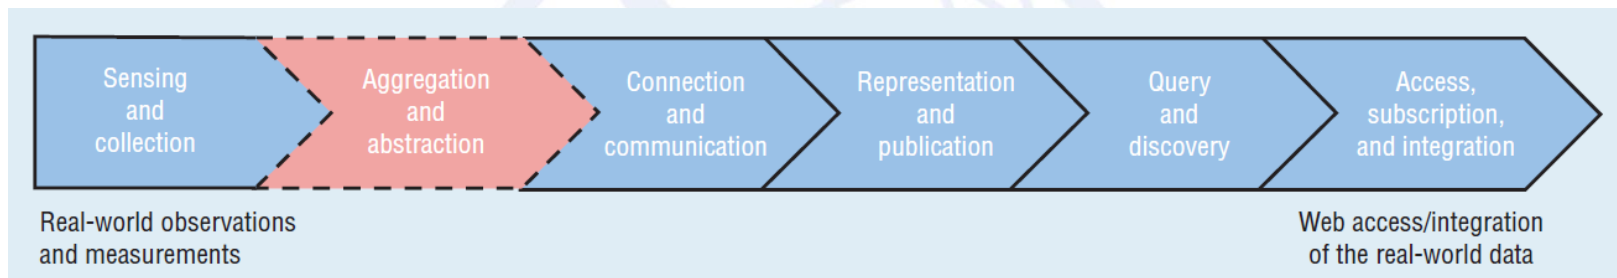 Sensing
and
collection
Aggregation
and
abstraction
Connection
and
communication
Representation
and
publication
Query
and
discovery
Access,
subscription,
and integration
Real-world observations
and measurements
Web access/integration
of the real-world data